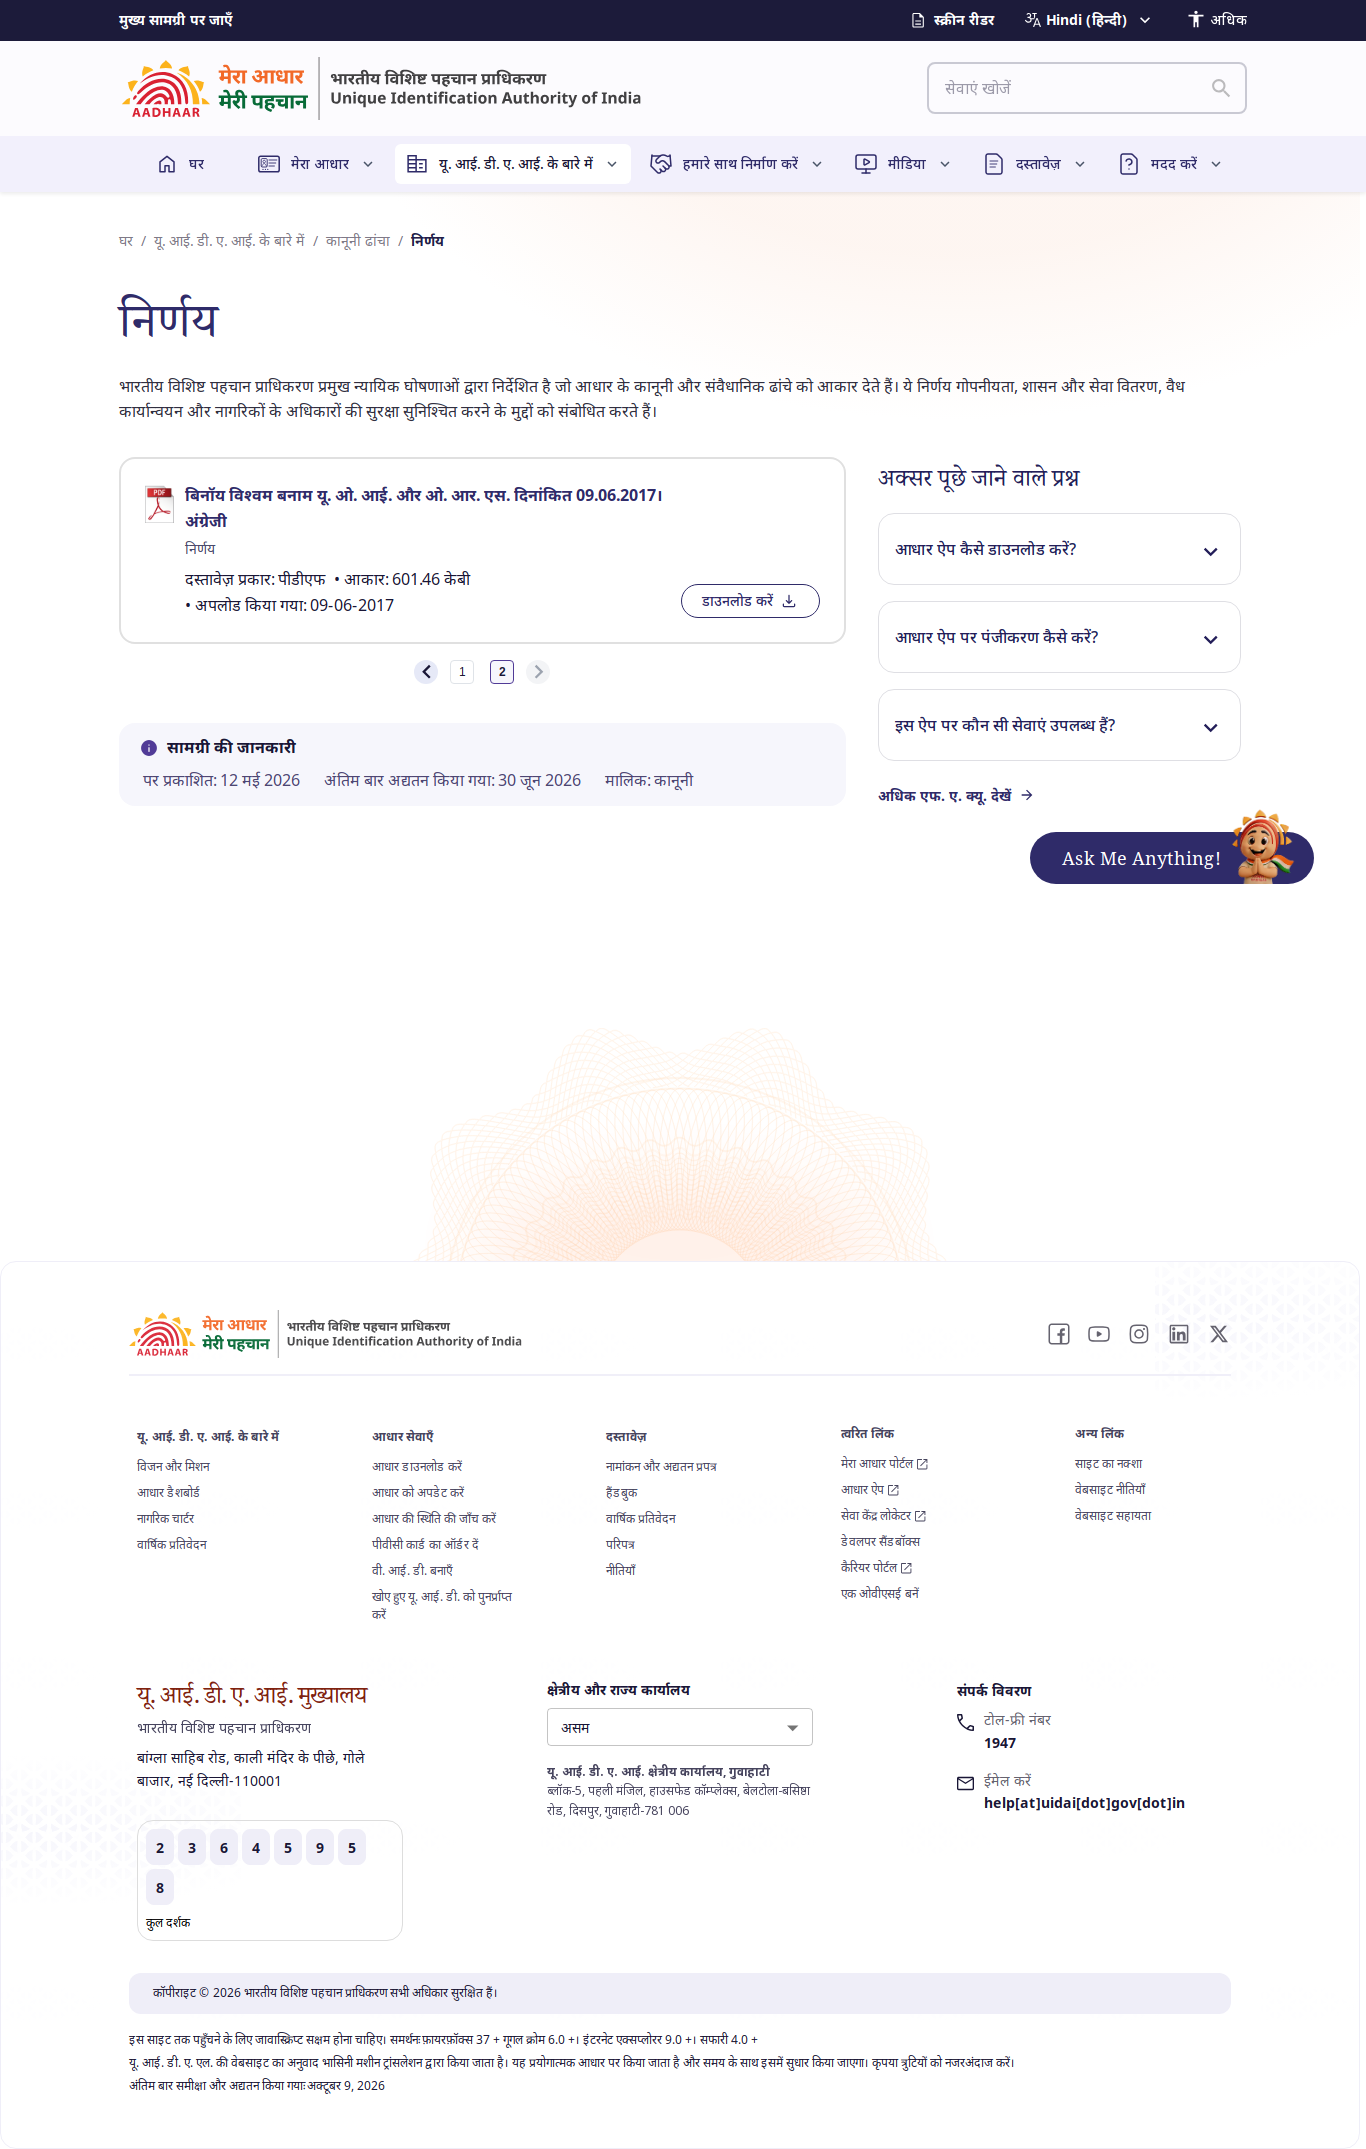 मुख्य सामग्री पर जाएँ
स्क्रीन रीडर
Hindi (हिन्दी)
अधिक
AADHAAR
मेरा आधार
मेरी पहचान
भारतीय विशिष्ट पहचान प्राधिकरण
Unique Identification Authority of India
सेवाएं खोजें
घर
मेरा आधार
यू. आई. डी. ए. आई. के बारे में
हमारे साथ निर्माण करें
मीडिया
दस्तावेज़
मदद करें
घर / यू. आई. डी. ए. आई. के बारे में / कानूनी ढांचा / निर्णय
निर्णय
भारतीय विशिष्ट पहचान प्राधिकरण प्रमुख न्यायिक घोषणाओं द्वारा निर्देशित है जो आधार के कानूनी और संवैधानिक ढांचे को आकार देते हैं। ये निर्णय गोपनीयता, शासन और सेवा वितरण, वैध
कार्यान्वयन और नागरिकों के अधिकारों की सुरक्षा सुनिश्चित करने के मुद्दों को संबोधित करते हैं।
PDF
बिनॉय विश्वम बनाम यू. ओ. आई. और ओ. आर. एस. दिनांकित 09.06.2017।
अंग्रेजी
निर्णय
दस्तावेज़ प्रकार: पीडीएफ • आकार: 601.46 केबी
• अपलोड किया गया: 09-06-2017
डाउनलोड करें
1
2
सामग्री की जानकारी
पर प्रकाशित: 12 मई 2026
अंतिम बार अद्यतन किया गया: 30 जून 2026
मालिक: कानूनी
अक्सर पूछे जाने वाले प्रश्न
आधार ऐप कैसे डाउनलोड करें?
आधार ऐप पर पंजीकरण कैसे करें?
इस ऐप पर कौन सी सेवाएं उपलब्ध हैं?
अधिक एफ. ए. क्यू. देखें
Ask Me Anything!
AADHAAR
मेरा आधार
मेरी पहचान
भारतीय विशिष्ट पहचान प्राधिकरण
Unique Identification Authority of India
यू. आई. डी. ए. आई. के बारे में
विजन और मिशन
आधार डैशबोर्ड
नागरिक चार्टर
वार्षिक प्रतिवेदन
आधार सेवाएँ
आधार डाउनलोड करें
आधार को अपडेट करें
आधार की स्थिति की जाँच करें
पीवीसी कार्ड का ऑर्डर दें
वी. आई. डी. बनाएँ
खोए हुए यू. आई. डी. को पुनर्प्राप्त
करें
दस्तावेज़
नामांकन और अद्यतन प्रपत्र
हैंडबुक
वार्षिक प्रतिवेदन
परिपत्र
नीतियाँ
त्वरित लिंक
मेरा आधार पोर्टल
आधार ऐप
सेवा केंद्र लोकेटर
डेवलपर सैंडबॉक्स
कैरियर पोर्टल
एक ओवीएसई बनें
अन्य लिंक
साइट का नक्शा
वेबसाइट नीतियाँ
वेबसाइट सहायता
यू. आई. डी. ए. आई. मुख्यालय
भारतीय विशिष्ट पहचान प्राधिकरण
बांग्ला साहिब रोड, काली मंदिर के पीछे, गोले
बाजार, नई दिल्ली-110001
2 3 6 4 5 9 5
8
कुल दर्शक
क्षेत्रीय और राज्य कार्यालय
असम
यू. आई. डी. ए. आई. क्षेत्रीय कार्यालय, गुवाहाटी
ब्लॉक-5, पहली मंजिल, हाउसफेड कॉम्प्लेक्स, बेलटोला-बसिष्ठा
रोड, दिसपुर, गुवाहाटी-781 006
संपर्क विवरण
टोल-फ्री नंबर
1947
ईमेल करें
help[at]uidai[dot]gov[dot]in
कॉपीराइट © 2026 भारतीय विशिष्ट पहचान प्राधिकरण सभी अधिकार सुरक्षित हैं।
इस साइट तक पहुँचने के लिए जावास्क्रिप्ट सक्षम होना चाहिए। समर्थनः फ़ायरफ़ॉक्स 37 + गूगल क्रोम 6.0 +। इंटरनेट एक्सप्लोरर 9.0 +। सफारी 4.0 +
यू. आई. डी. ए. एल. की वेबसाइट का अनुवाद भासिनी मशीन ट्रांसलेशन द्वारा किया जाता है। यह प्रयोगात्मक आधार पर किया जाता है और समय के साथ इसमें सुधार किया जाएगा। कृपया त्रुटियों को नजरअंदाज करें।
अंतिम बार समीक्षा और अद्यतन किया गयाः अक्टूबर 9, 2026